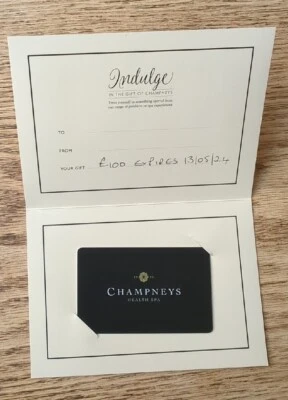 Indulge
IN THE GIFT OF CHAMPNEYS
TO
FROM
YOUR GIFT £100 EXPIRES 13/05/24
CHAMPNEYS
HEALTH SPA